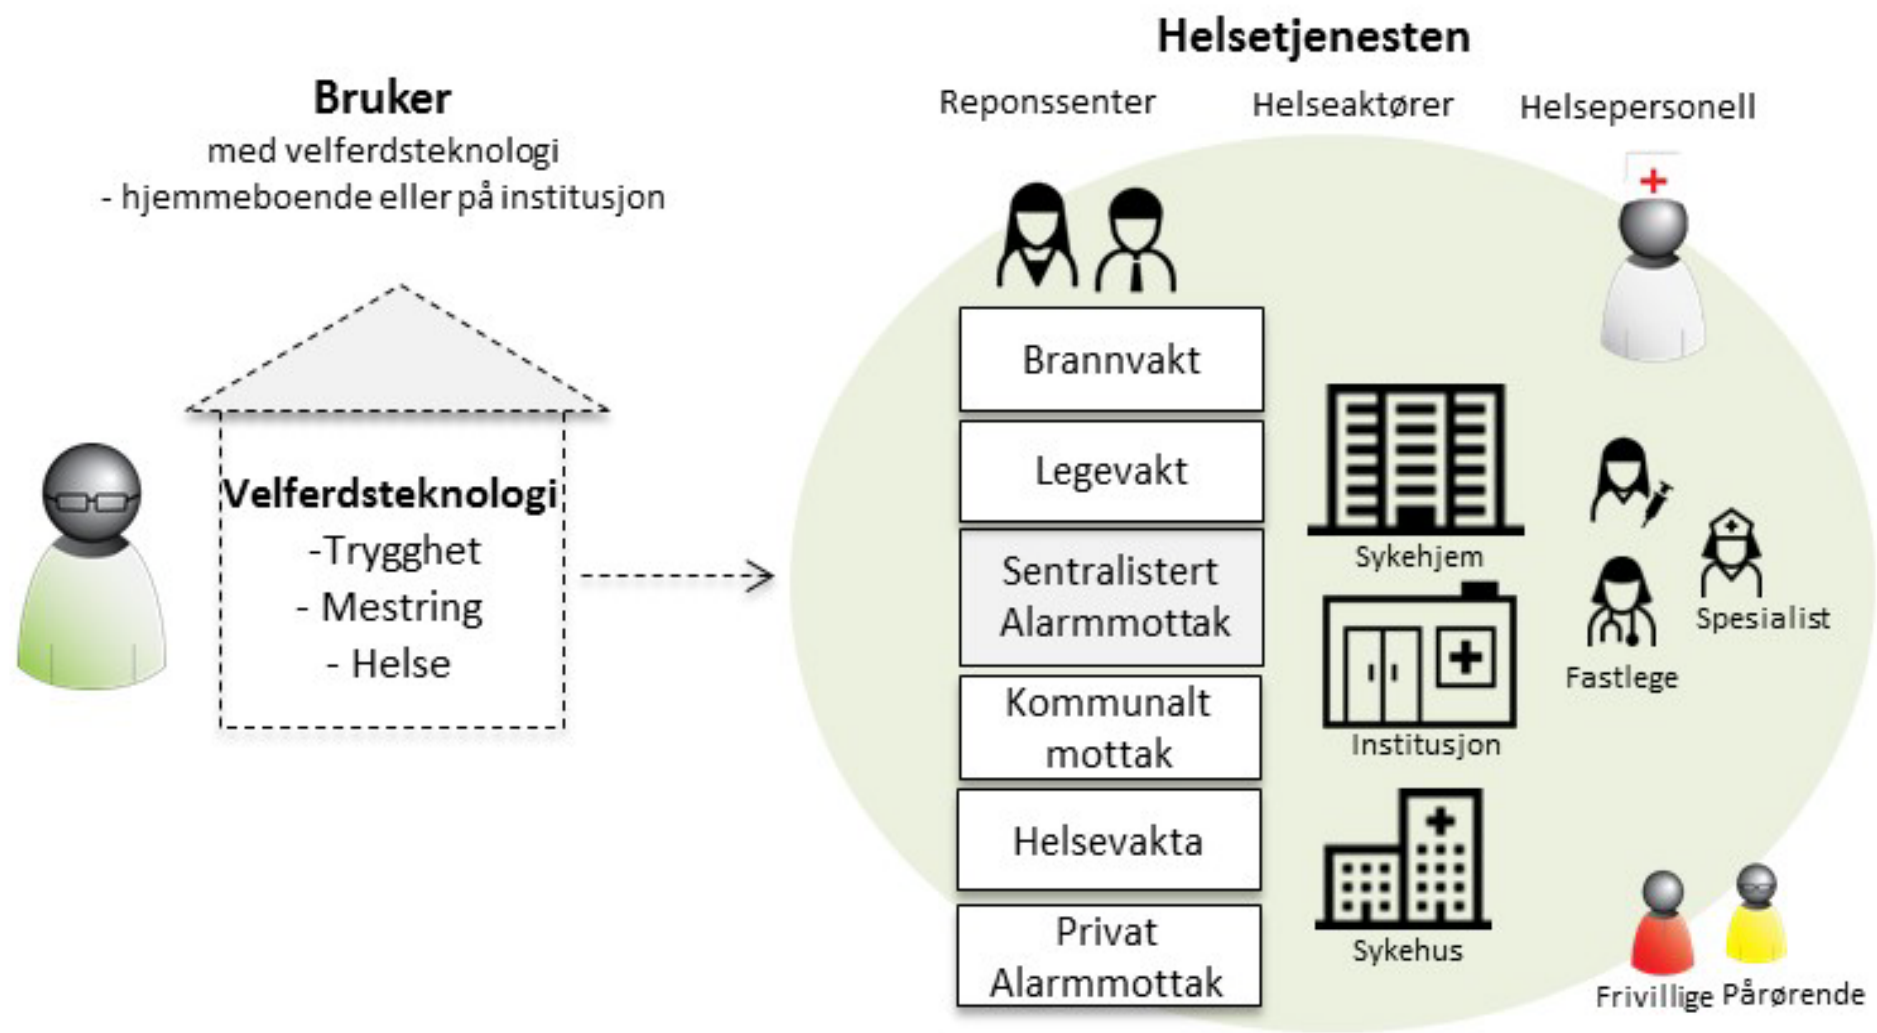 Bruker
med velferdsteknologi
- hjemmeboende eller på institusjon
Velferdsteknologi
-Trygghet
- Mestring
- Helse
Helsetjenesten
Reponssenter
Helseaktører
Helsepersonell
Brannvakt
Legevakt
Sentralistert
Alarmmottak
Kommunalt
mottak
Helsevakta
Privat
Alarmmottak
Sykehjem
Institusjon
Sykehus
Spesialist
Fastlege
Frivillige
Pårørende